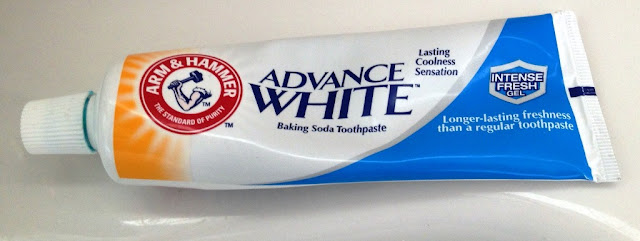 ARM & HAMMER
THE STANDARD OF PURITY
TM
TM
ADVANCE
WHITE™
Baking Soda Toothpaste
Lasting
Coolness
Sensation
INTENSE
FRESH
GEL
Longer-lasting freshness
than a regular toothpaste